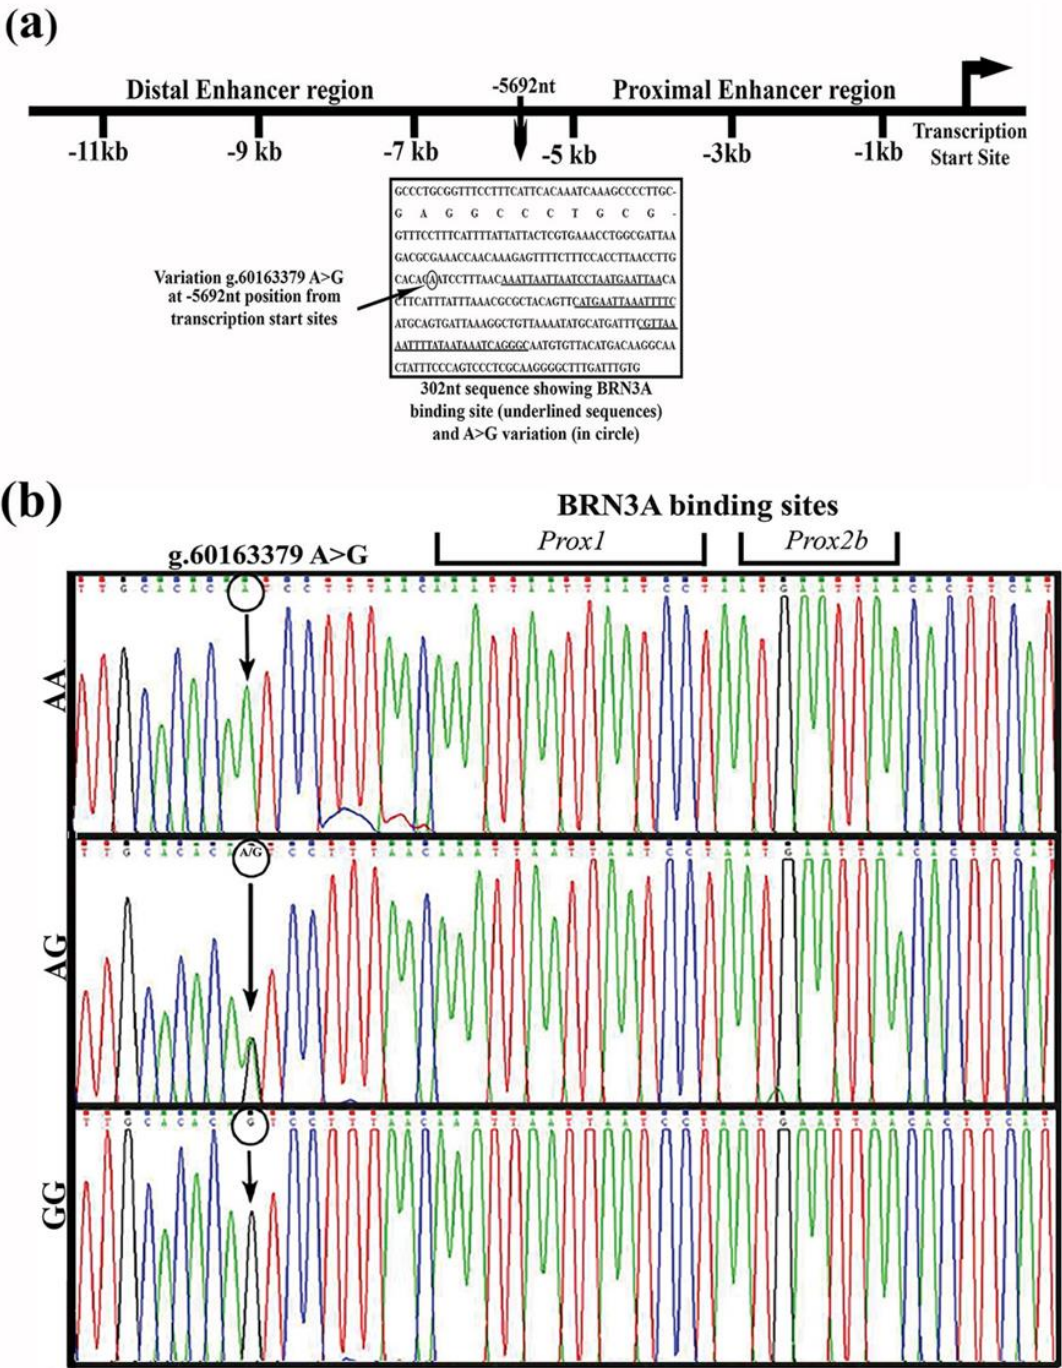 (a)
Distal Enhancer region
-5692nt
Proximal Enhancer region
-11kb
-9 kb
-7 kb
-5 kb
-3kb
-1kb
Transcription
Start Site
GCCCTGCGGTTTCCTTTCATTCACAAATCAAAGCCCCTTGC-
G A G G C C C T G C G -
GTTTCCTTTCATTTTATTATTACTCGTGAAACCTGGCGATTAA
GACGCGAAACCAACAAAGAGTTTTCTTTCCACCTTAACCTTG
CACACAATCCTTTAACAAATTAATTAATCCTAATGAATTAACA
CTTCATTTATTTAAACGCGCTACAGTTCATGAATTAAATTTTC
ATGCAGTGATTAAAGGCTGTTAAAATATGCATGATTTCGTTAA
AATTTTATAATAAATCAGGGCAATGTGTTACATGACAAGGCAA
CTATTTCCCAGTCCCTCGCAAGGGGCTTTGATTTGTG
Variation g.60163379 A>G
at -5692nt position from
transcription start sites
302nt sequence showing BRN3A
binding site (underlined sequences)
and A>G variation (in circle)
(b)
BRN3A binding sites
g.60163379 A>G
Prox1
Prox2b
AA
T T G C A C A C A A T C C T T T A A C A A A T T A A T T A A T C C T A A T G A A T T A A C A C T T C A T
AG
T T G C A C A C A A/G T C C T T T A A C A A A T T A A T T A A T C C T A A T G A A T T A A C A C T T C A T
GG
T T G C A C A C A G T C C T T T A A C A A A T T A A T T A A T C C T A A T G A A T T A A C A C T T C A T